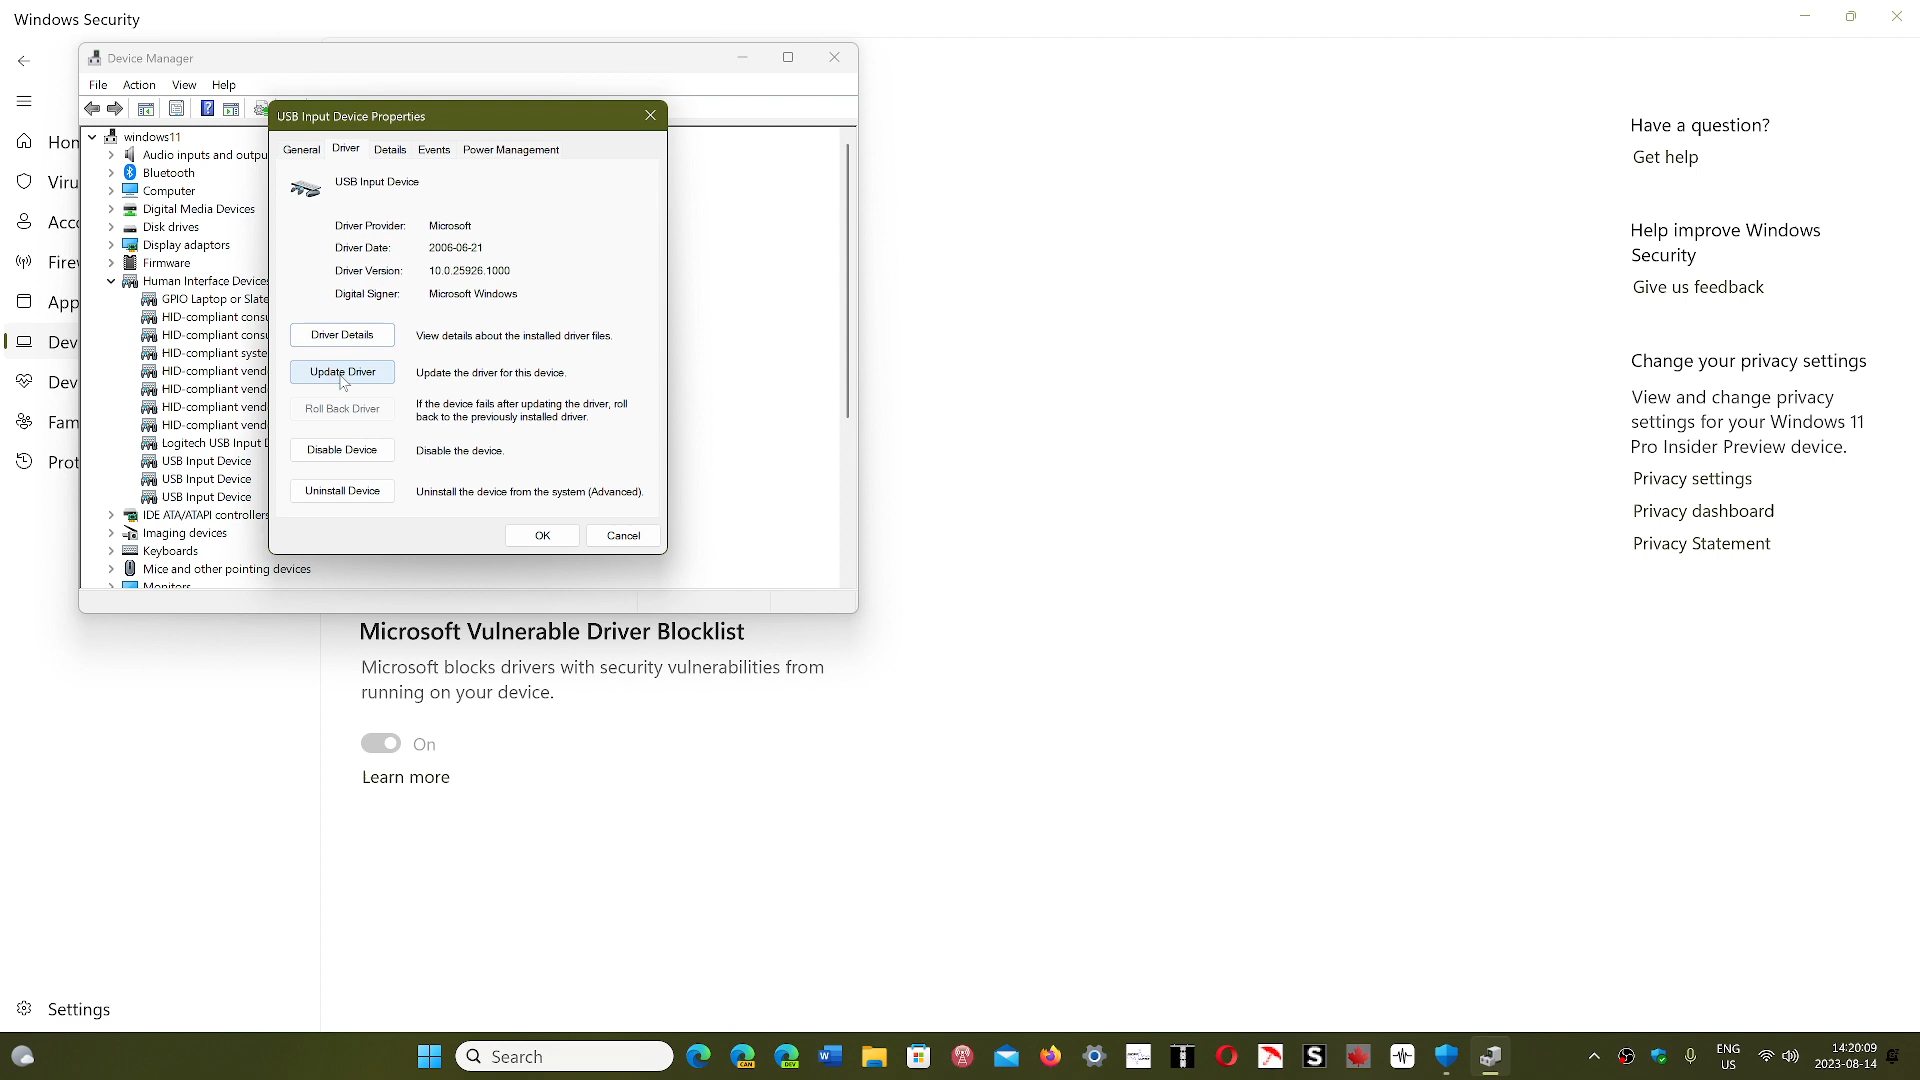 Windows Security
Device Manager
File Action View Help
USB Input Device Properties
windows11
Audio inputs and outpu
Bluetooth
Computer
Digital Media Devices
Disk drives
Display adaptors
Firmware
Human Interface Devices
GPIO Laptop or Slate
HID-compliant consu
HID-compliant consu
HID-compliant syste
HID-compliant vend
HID-compliant vend
HID-compliant vend
HID-compliant vend
Logitech USB Input D
USB Input Device
USB Input Device
USB Input Device
IDE ATA/ATAPI controllers
Imaging devices
Keyboards
Mice and other pointing devices
Monitors
General Driver Details Events Power Management
USB Input Device
Driver Provider: Microsoft
Driver Date: 2006-06-21
Driver Version: 10.0.25926.1000
Digital Signer: Microsoft Windows
Driver Details View details about the installed driver files.
Update Driver Update the driver for this device.
Roll Back Driver If the device fails after updating the driver, roll
back to the previously installed driver.
Disable Device Disable the device.
Uninstall Device Uninstall the device from the system (Advanced).
OK Cancel
Hon
Viru
Acco
Firev
App
Dev
Dev
Fam
Prot
Settings
Microsoft Vulnerable Driver Blocklist
Microsoft blocks drivers with security vulnerabilities from
running on your device.
On
Learn more
Have a question?
Get help
Help improve Windows
Security
Give us feedback
Change your privacy settings
View and change privacy
settings for your Windows 11
Pro Insider Preview device.
Privacy settings
Privacy dashboard
Privacy Statement
Search
CAN
DEV
W
S
ENG
US
14:20:09
2023-08-14